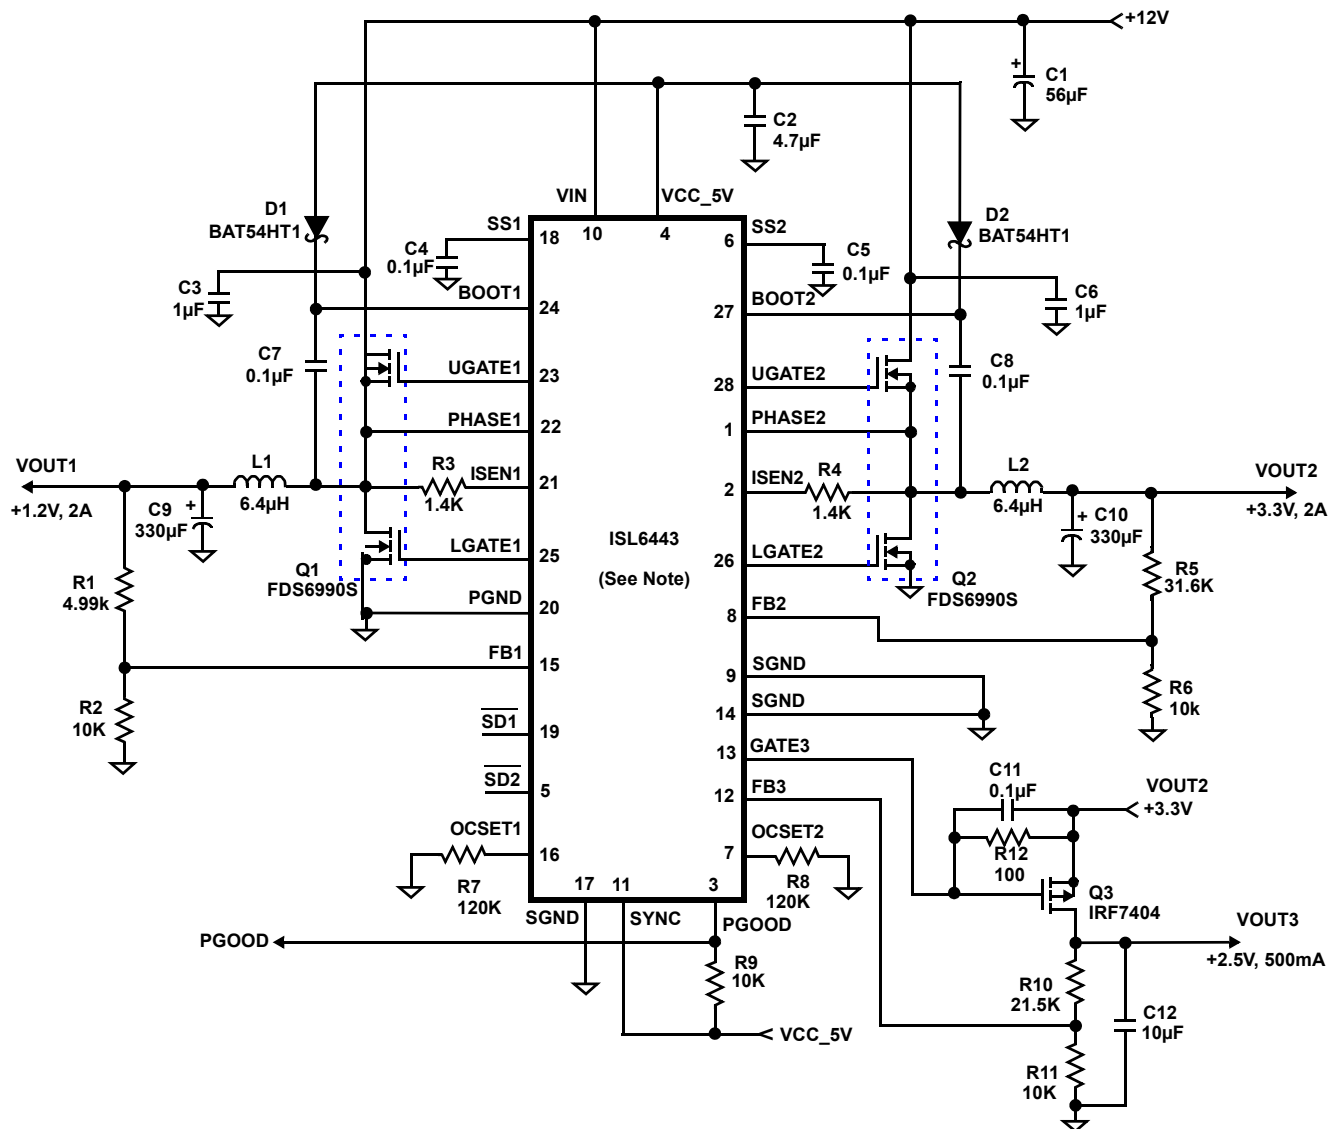 +12V
+
C1
56µF
C2
4.7µF
VIN
VCC_5V
D1
BAT54HT1
SS1
18
10
4
6
SS2
D2
BAT54HT1
C4
0.1µF
C5
0.1µF
C3
1µF
BOOT1
24
27
BOOT2
C6
1µF
C7
0.1µF
UGATE1
23
28
UGATE2
C8
0.1µF
PHASE1
22
1
PHASE2
VOUT1
+1.2V, 2A
L1
6.4µH
R3
1.4K
ISEN1
21
2
ISEN2
R4
1.4K
L2
6.4µH
VOUT2
+3.3V, 2A
C9
+
330µF
+
C10
330µF
LGATE1
25
26
LGATE2
ISL6443
(See Note)
Q1
FDS6990S
Q2
FDS6990S
R1
4.99k
R5
31.6K
PGND
20
8
FB2
FB1
15
9
SGND
R2
10K
R6
10k
14
SGND
SD1
19
13
GATE3
SD2
5
12
FB3
C11
0.1µF
VOUT2
+3.3V
OCSET1
16
7
OCSET2
R12
100
R7
120K
R8
120K
17
11
3
SGND
SYNC
PGOOD
Q3
IRF7404
VOUT3
+2.5V, 500mA
PGOOD
R9
10K
R10
21.5K
C12
10µF
VCC_5V
R11
10K